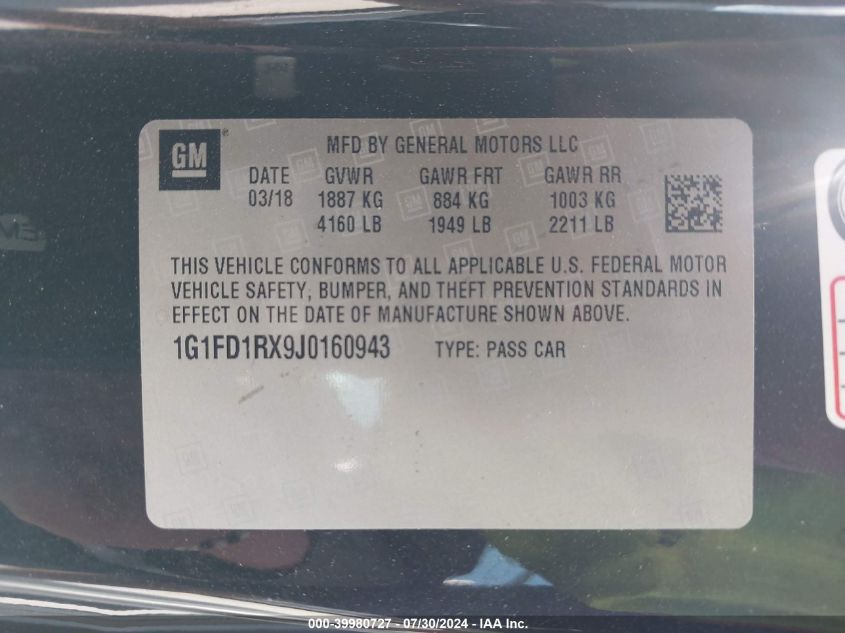 GM ®
MFD BY GENERAL MOTORS LLC
DATE GVWR GAWR FRT GAWR RR
03/18 1887 KG 884 KG 1003 KG
4160 LB 1949 LB 2211 LB
THIS VEHICLE CONFORMS TO ALL APPLICABLE U.S. FEDERAL MOTOR
VEHICLE SAFETY, BUMPER, AND THEFT PREVENTION STANDARDS IN
EFFECT ON THE DATE OF MANUFACTURE SHOWN ABOVE.
1G1FD1RX9J0160943 TYPE: PASS CAR
000-39980727 - 07/30/2024 - IAA Inc.